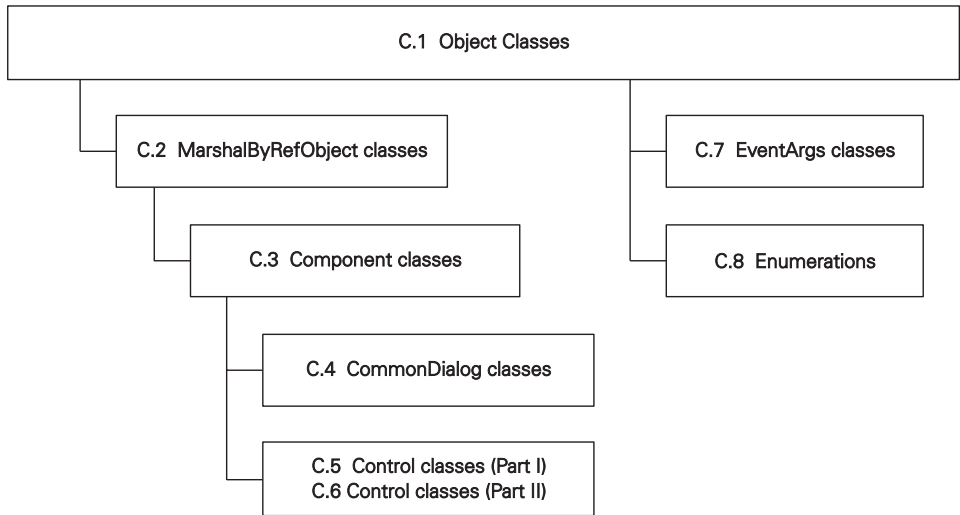 C.1 Object Classes
C.2 MarshalByRefObject classes
C.3 Component classes
C.4 CommonDialog classes
C.5 Control classes (Part I)
C.6 Control classes (Part II)
C.7 EventArgs classes
C.8 Enumerations